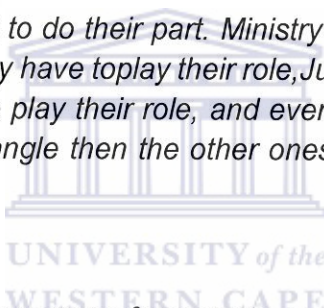 to do their part. Ministry
y have toplay their role,Ju
play their role, and ever
angle then the other ones
UNIVERSITY of the
WESTERN CAPE